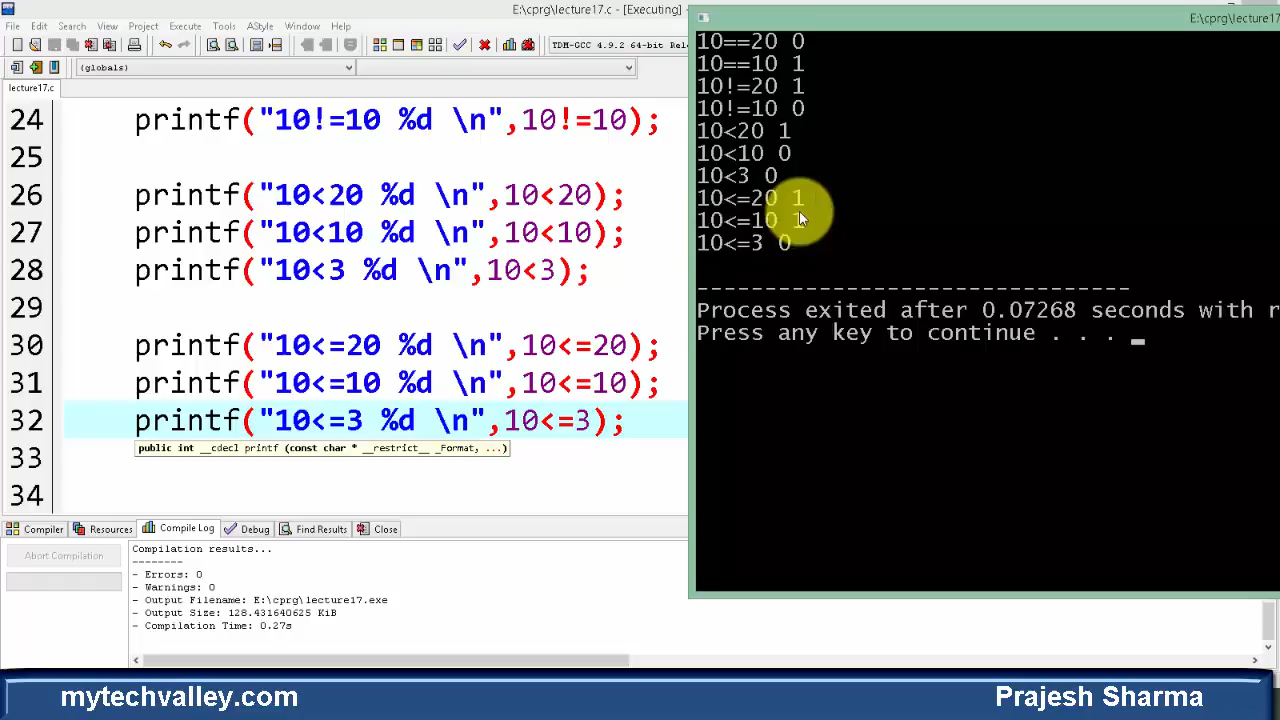 E:\cprg\lecture17.c - [Executing] -
File Edit Search View Project Execute Tools AStyle Window Help
TDM-GCC 4.9.2 64-bit Rele
(globals)
lecture17.c
24 printf("10!=10 %d \n",10!=10);
25
26 printf("10<20 %d \n",10<20);
27 printf("10<10 %d \n",10<10);
28 printf("10<3 %d \n",10<3);
29
30 printf("10<=20 %d \n",10<=20);
31 printf("10<=10 %d \n",10<=10);
32 printf("10<=3 %d \n",10<=3);
public int __cdecl printf (const char * __restrict__ _Format, ...)
33
34
Compiler Resources Compile Log Debug Find Results Close
Abort Compilation
Compilation results...
--------
- Errors: 0
- Warnings: 0
- Output Filename: E:\cprg\lecture17.exe
- Output Size: 128.431640625 KiB
- Compilation Time: 0.27s
E:\cprg\lecture17
10==20 0
10==10 1
10!=20 1
10!=10 0
10<20 1
10<10 0
10<3 0
10<=20 1
10<=10 1
10<=3 0
--------------------------------
Process exited after 0.07268 seconds with r
Press any key to continue . . .
mytechvalley.com
Prajesh Sharma